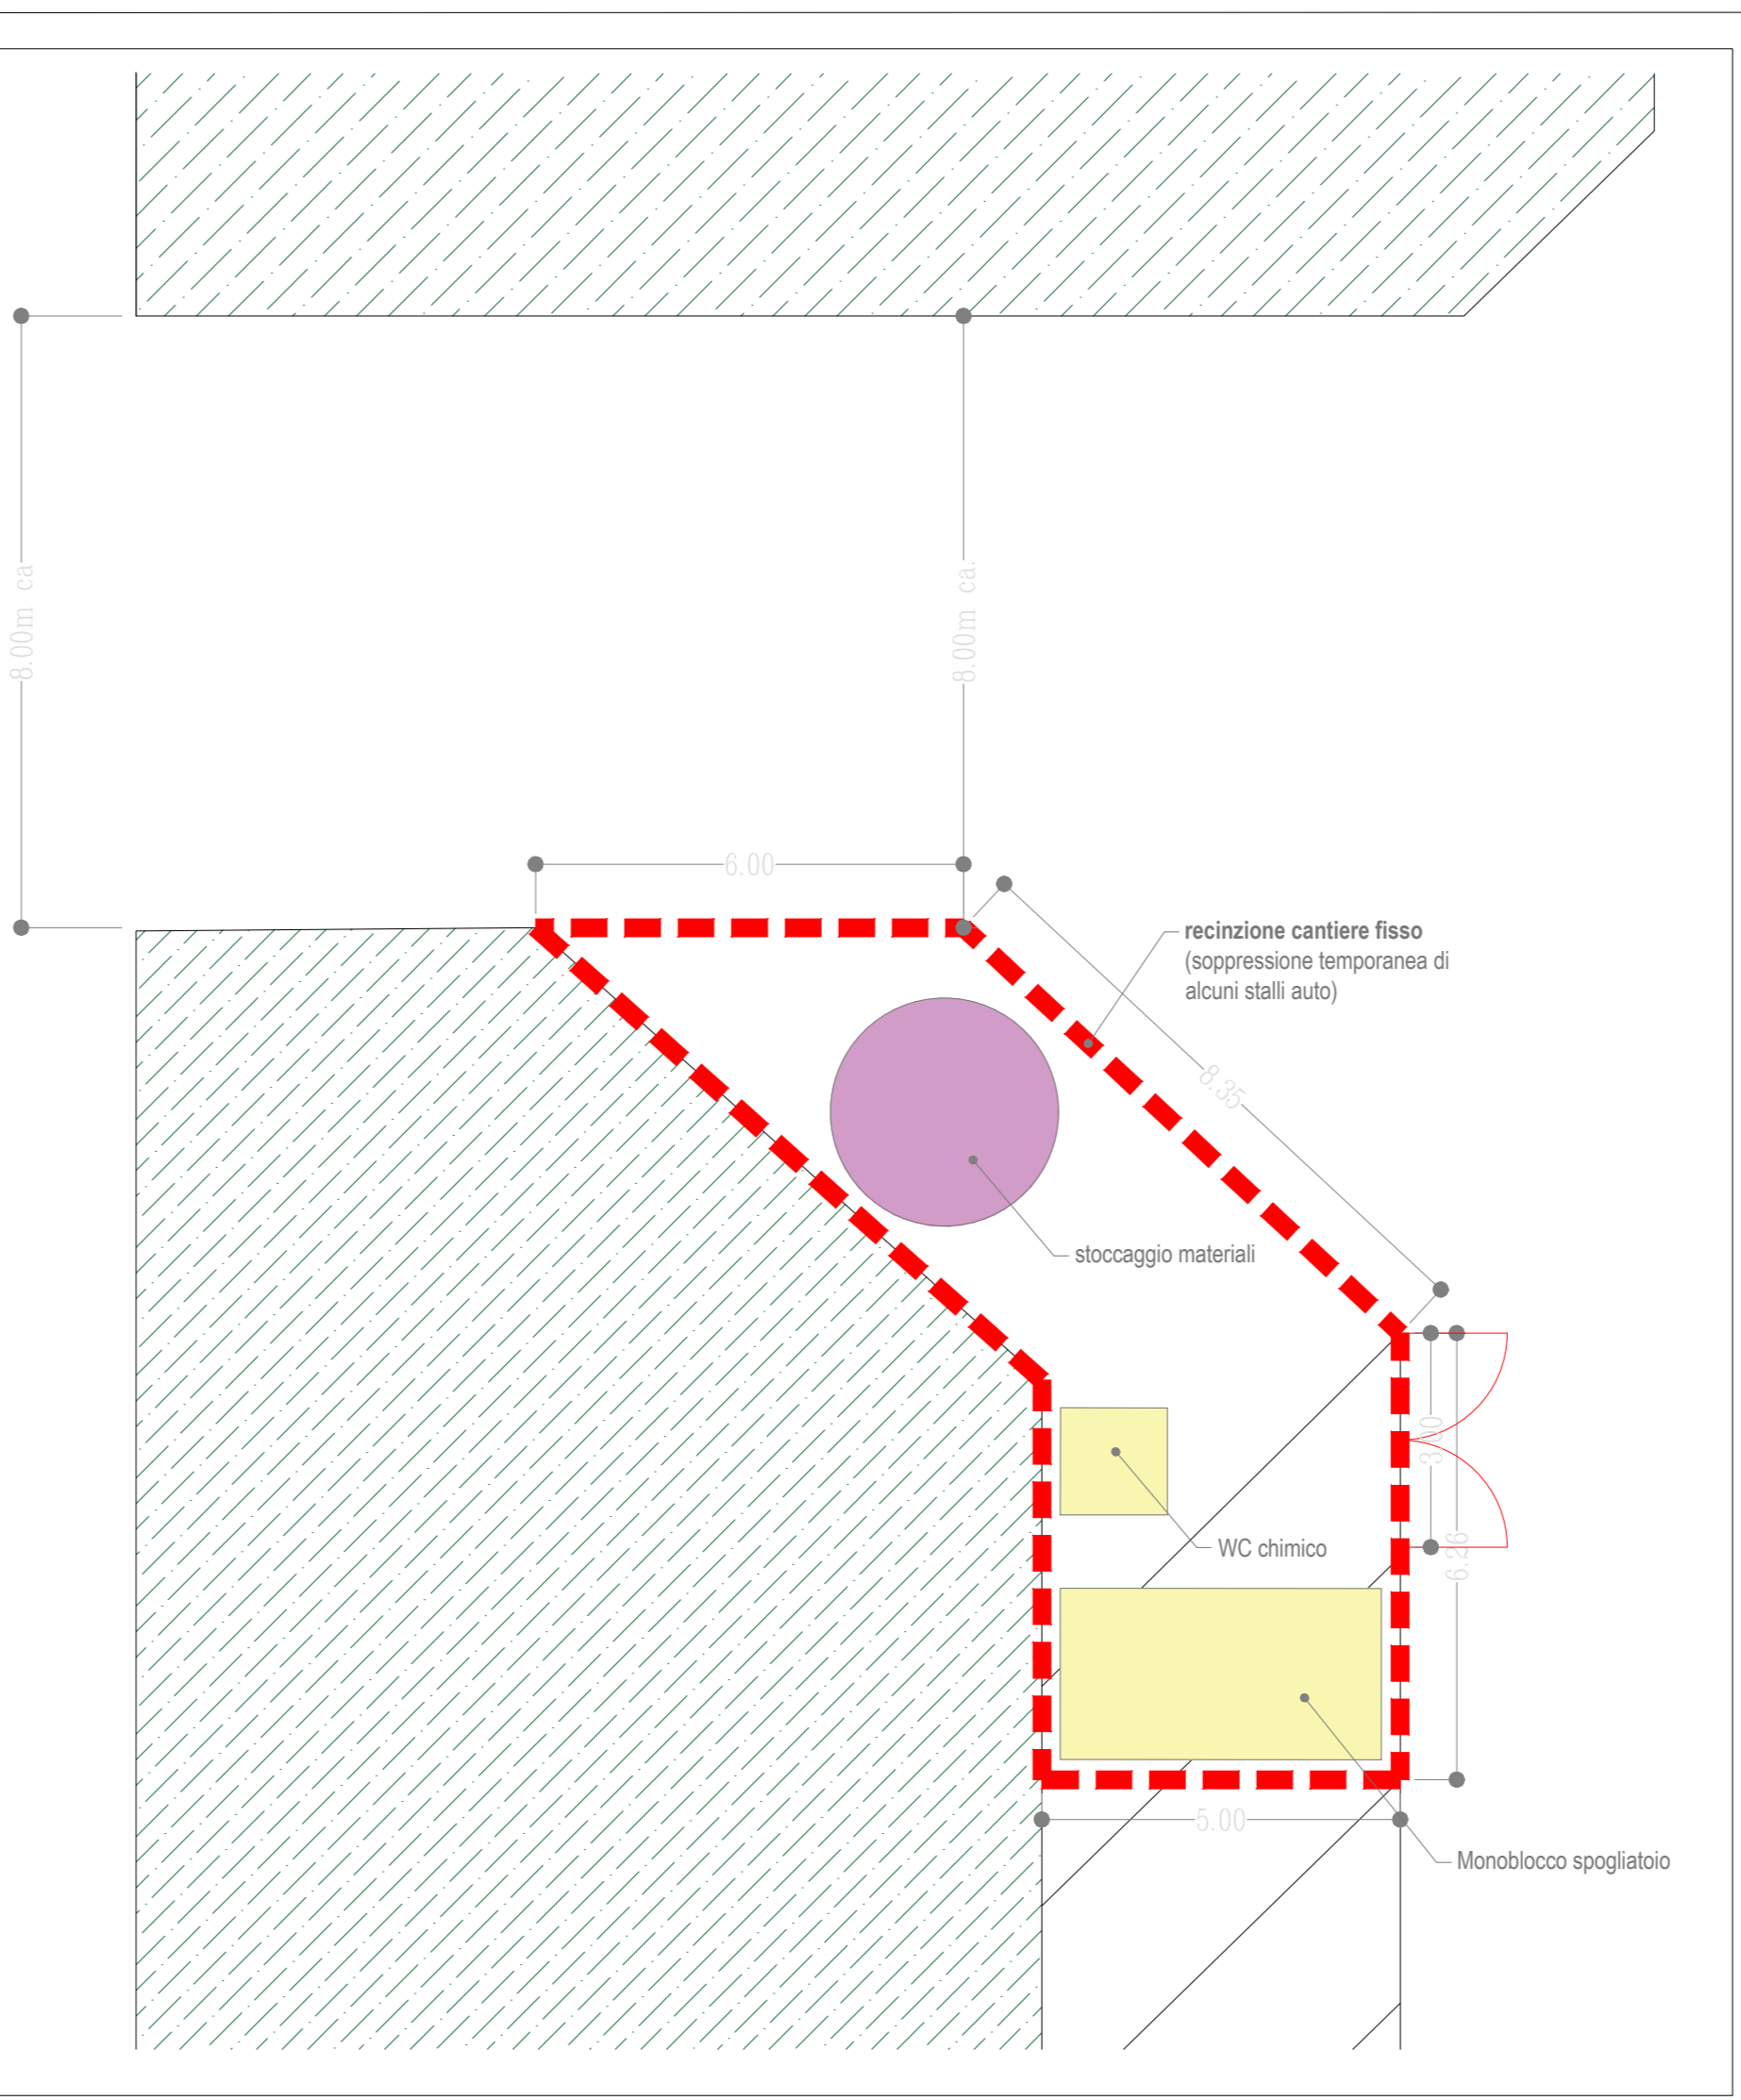 8.00m ca
8.00m ca.
6.00
8.35
recinzione cantiere fisso
(soppressione temporanea di
alcuni stalli auto)
stoccaggio materiali
3.00
6.26
WC chimico
5.00
Monoblocco spogliatoio